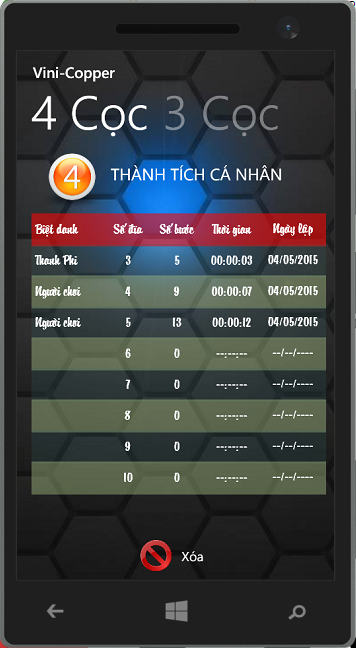 Vini-Copper
4 Cọc 3 Cọc
4 THÀNH TÍCH CÁ NHÂN
Biệt danh Số đĩa Số bước Thời gian Ngày lập
Thanh Phi 3 5 00:00:03 04/05/2015
Người chơi 4 9 00:00:07 04/05/2015
Người chơi 5 13 00:00:12 04/05/2015
6 0 --:--:-- --/--/----
7 0 --:--:-- --/--/----
8 0 --:--:-- --/--/----
9 0 --:--:-- --/--/----
10 0 --:--:-- --/--/----
Xóa